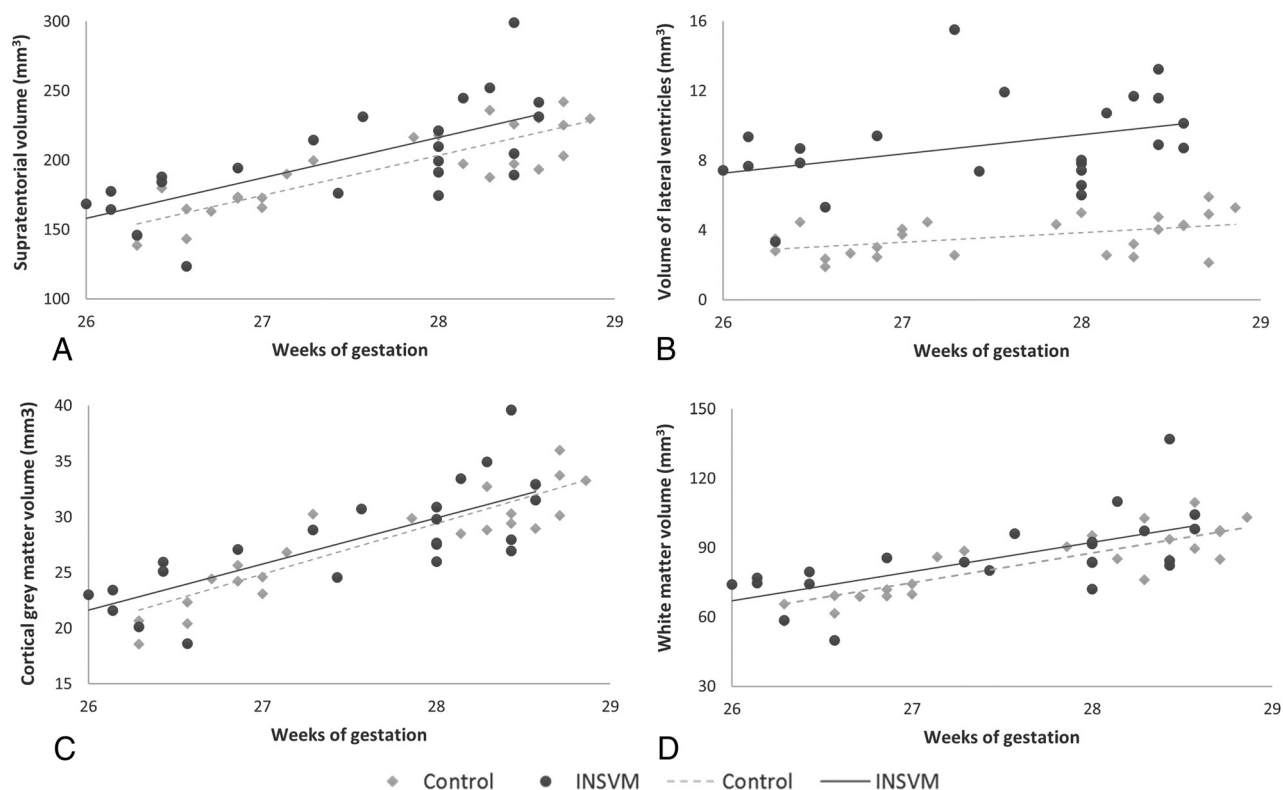 Supratentorial volume (mm³)
300
250
200
150
100
26 27 28 29
Weeks of gestation
A
Volume of lateral ventricles (mm³)
16
12
8
4
0
26 27 28 29
Weeks of gestation
B
Cortical grey matter volume (mm3)
40
35
30
25
20
15
26 27 28 29
Weeks of gestation
C
White matter volume (mm³)
150
120
90
60
30
26 27 28 29
Weeks of gestation
D
Control INSVM Control INSVM